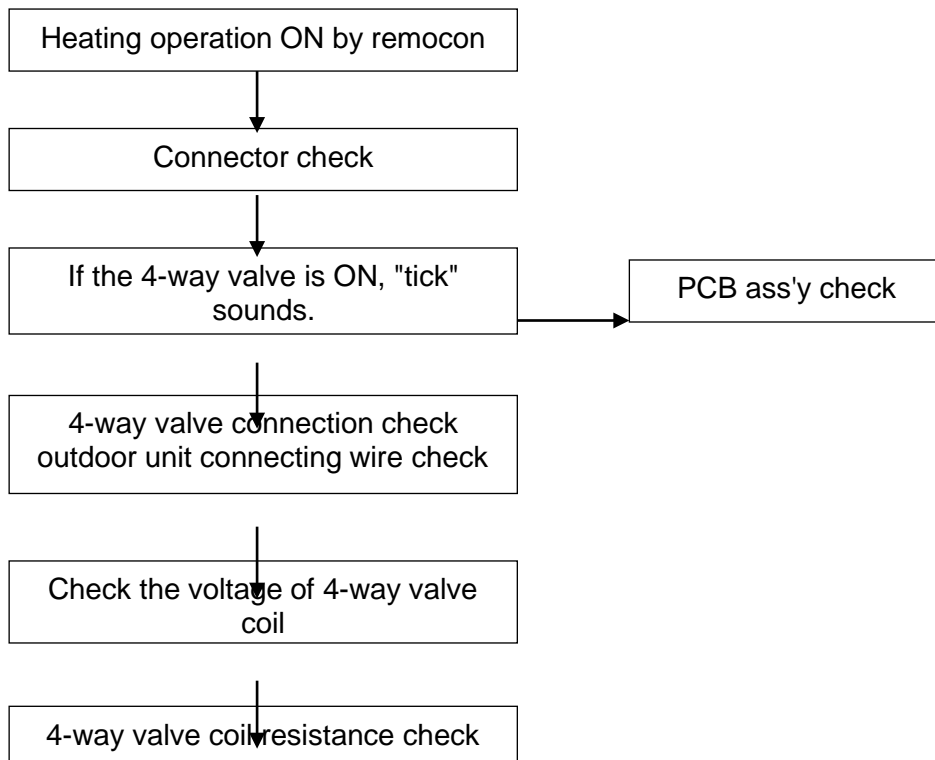 Heating operation ON by remocon
Connector check
If the 4-way valve is ON, "tick"
sounds.
PCB ass'y check
4-way valve connection check
outdoor unit connecting wire check
Check the voltage of 4-way valve
coil
4-way valve coil resistance check